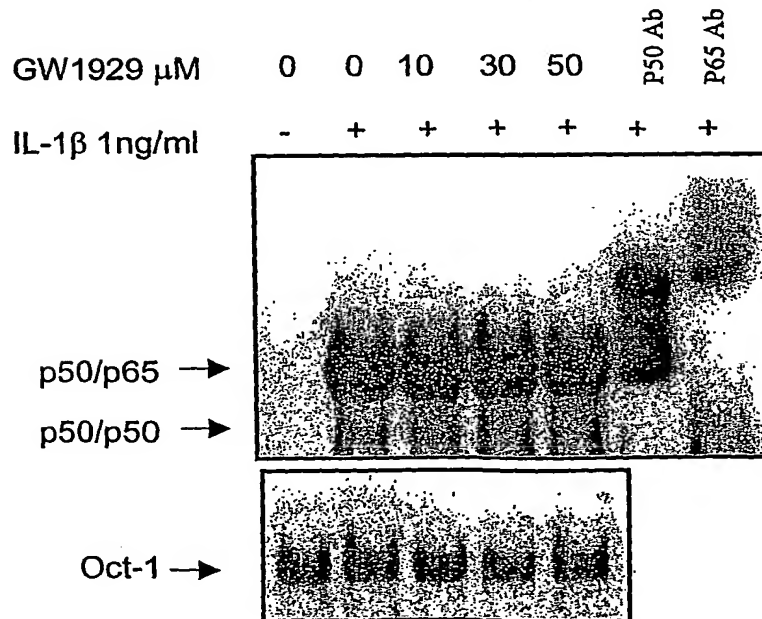 GW1929 μM 0 0 10 30 50 P50 Ab P65 Ab
IL-1β 1ng/ml - + + + + + +
p50/p65
p50/p50
Oct-1